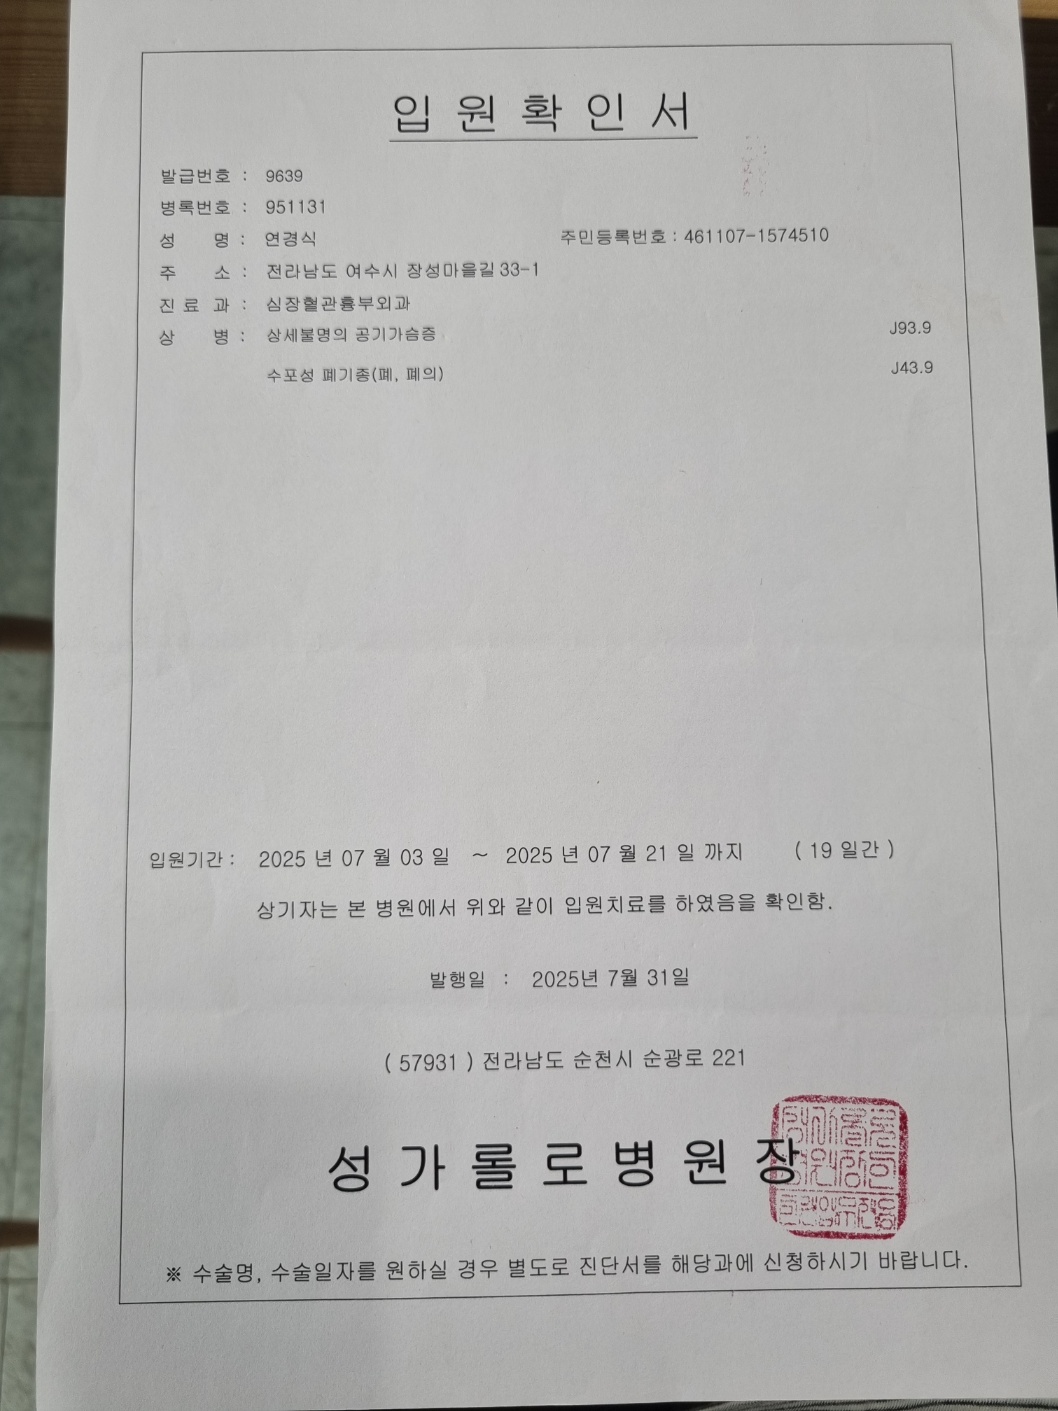 입 원 확 인 서
발급번호 : 9639
병록번호 : 951131
성 명 : 연경식 주민등록번호 : 461107-1574510
주 소 : 전라남도 여수시 장성마을길 33-1
진 료 과 : 심장혈관흉부외과
상 병 : 상세불명의 공기가슴증 J93.9
수포성 폐기종(폐, 폐의) J43.9
입원기간 : 2025 년 07 월 03 일 ~ 2025 년 07 월 21 일 까지 ( 19 일간 )
상기자는 본 병원에서 위와 같이 입원치료를 하였음을 확인함.
발행일 : 2025년 7월 31일
( 57931 ) 전라남도 순천시 순광로 221
성 가 롤 로 병 원 장
※ 수술명, 수술일자를 원하실 경우 별도로 진단서를 해당과에 신청하시기 바랍니다.